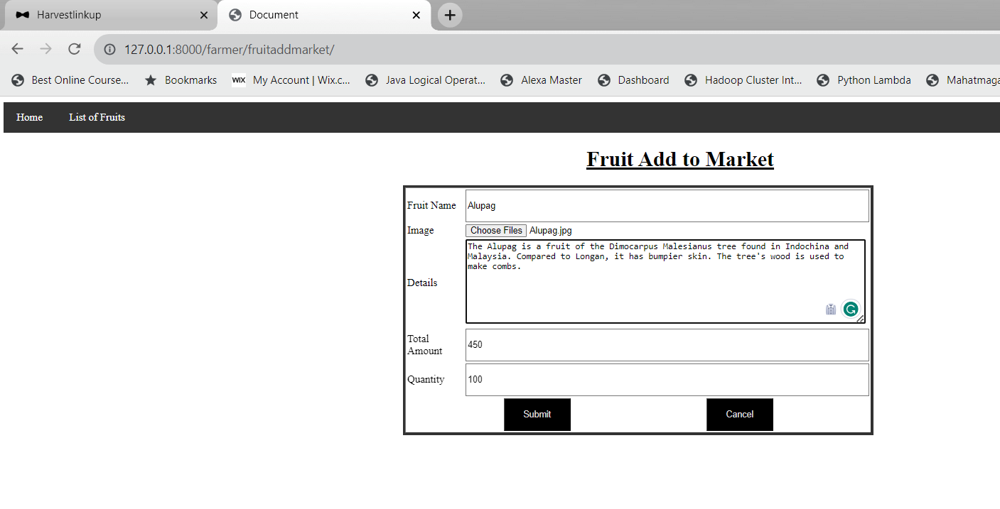 Harvestlinkup
Document
127.0.0.1:8000/farmer/fruitaddmarket/
Best Online Course... Bookmarks WIX My Account | Wix.c... Java Logical Operat... Alexa Master Dashboard Hadoop Cluster Int... Python Lambda Mahatmaga
Home List of Fruits
Fruit Add to Market
Fruit Name Alupag
Image Choose Files Alupag.jpg
The Alupag is a fruit of the Dimocarpus Malesianus tree found in Indochina and
Malaysia. Compared to Longan, it has bumpier skin. The tree's wood is used to
make combs.
Details
Total
Amount
450
Quantity 100
Submit Cancel